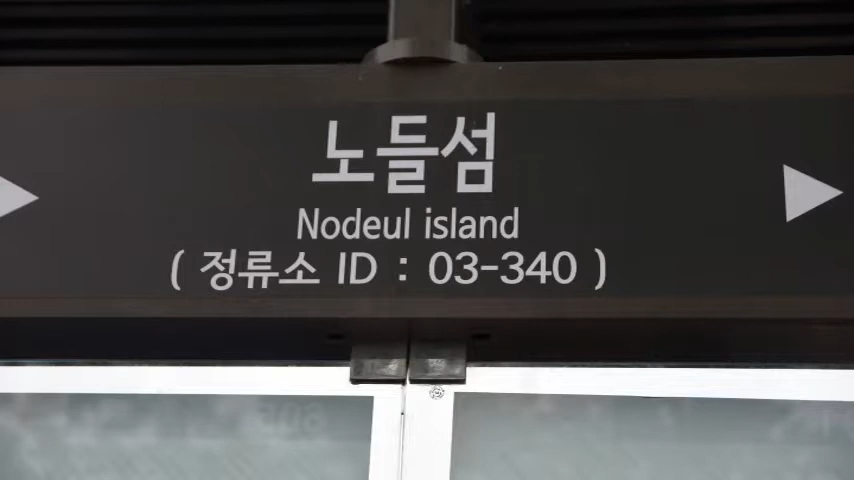 노들섬
Nodeul island
( 정류소 ID : 03-340 )